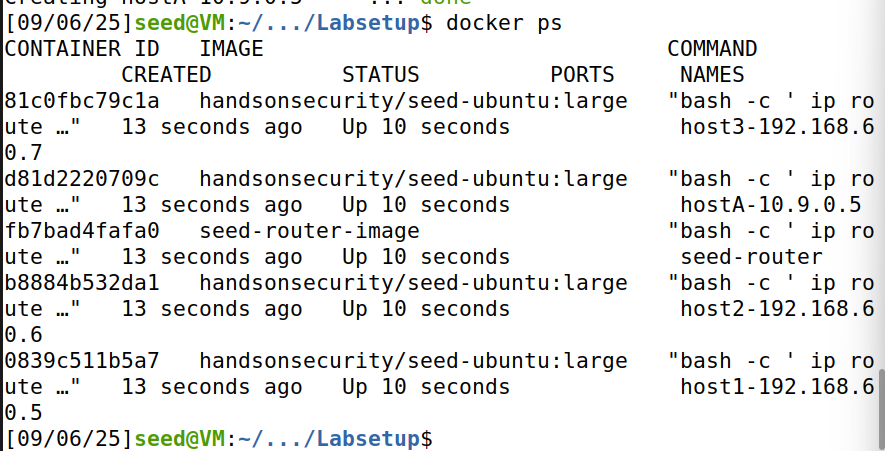 [09/06/25]seed@VM:~/.../Labsetup$ docker ps
CONTAINER ID   IMAGE                               COMMAND
         CREATED          STATUS          PORTS     NAMES
81c0fbc79c1a   handsonsecurity/seed-ubuntu:large   "bash -c ' ip ro
ute …"   13 seconds ago   Up 10 seconds             host3-192.168.6
0.7
d81d2220709c   handsonsecurity/seed-ubuntu:large   "bash -c ' ip ro
ute …"   13 seconds ago   Up 10 seconds             hostA-10.9.0.5
fb7bad4fafa0   seed-router-image                   "bash -c ' ip ro
ute …"   13 seconds ago   Up 10 seconds             seed-router
b8884b532da1   handsonsecurity/seed-ubuntu:large   "bash -c ' ip ro
ute …"   13 seconds ago   Up 10 seconds             host2-192.168.6
0.6
0839c511b5a7   handsonsecurity/seed-ubuntu:large   "bash -c ' ip ro
ute …"   13 seconds ago   Up 10 seconds             host1-192.168.6
0.5
[09/06/25]seed@VM:~/.../Labsetup$